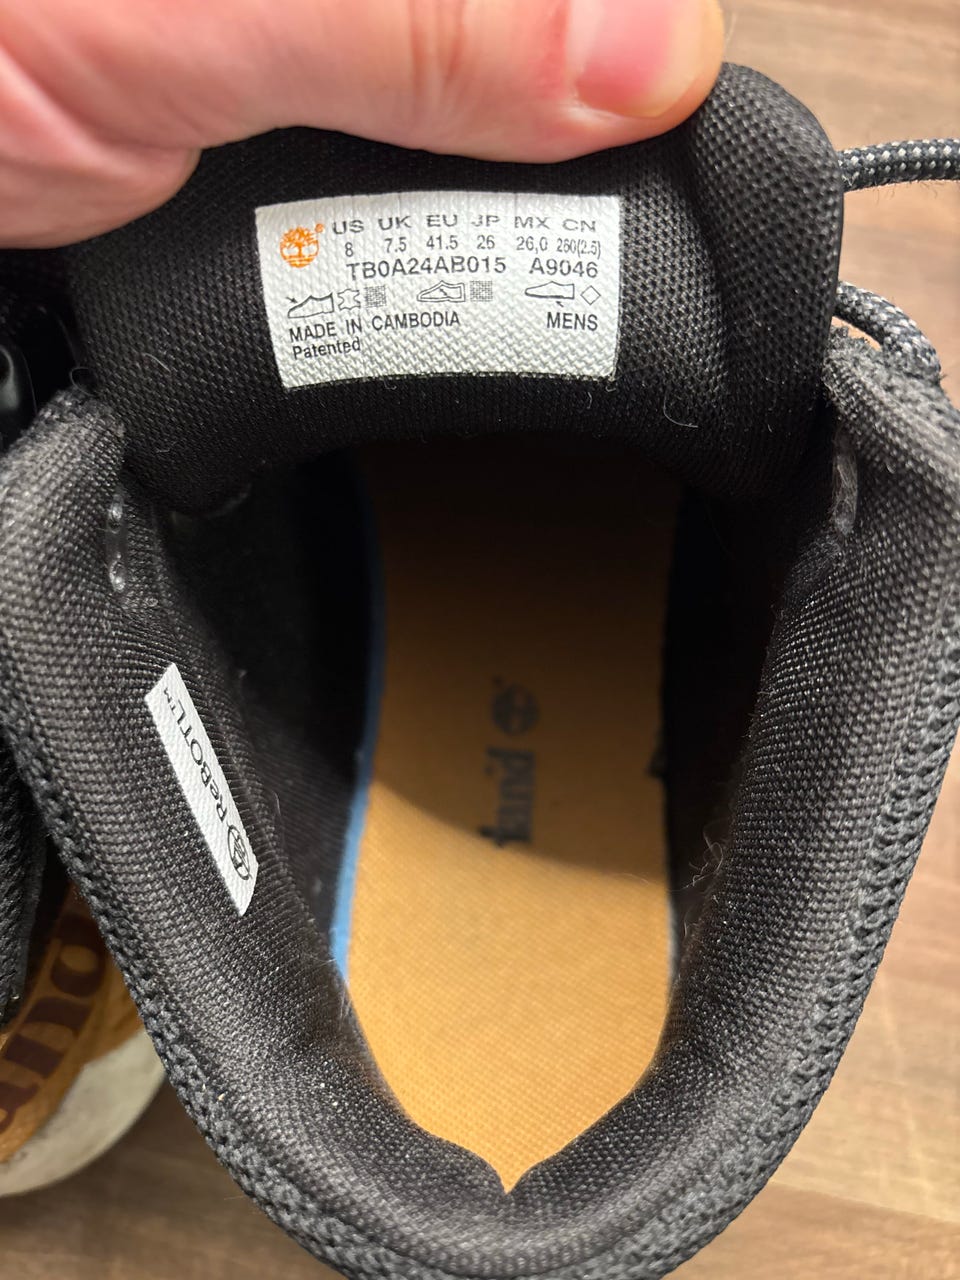 US UK EU JP MX CN
8 7.5 41.5 26 26,0 260(2.5)
TB0A24AB015 A9046
MADE IN CAMBODIA MENS
Patented
ReBOTL™